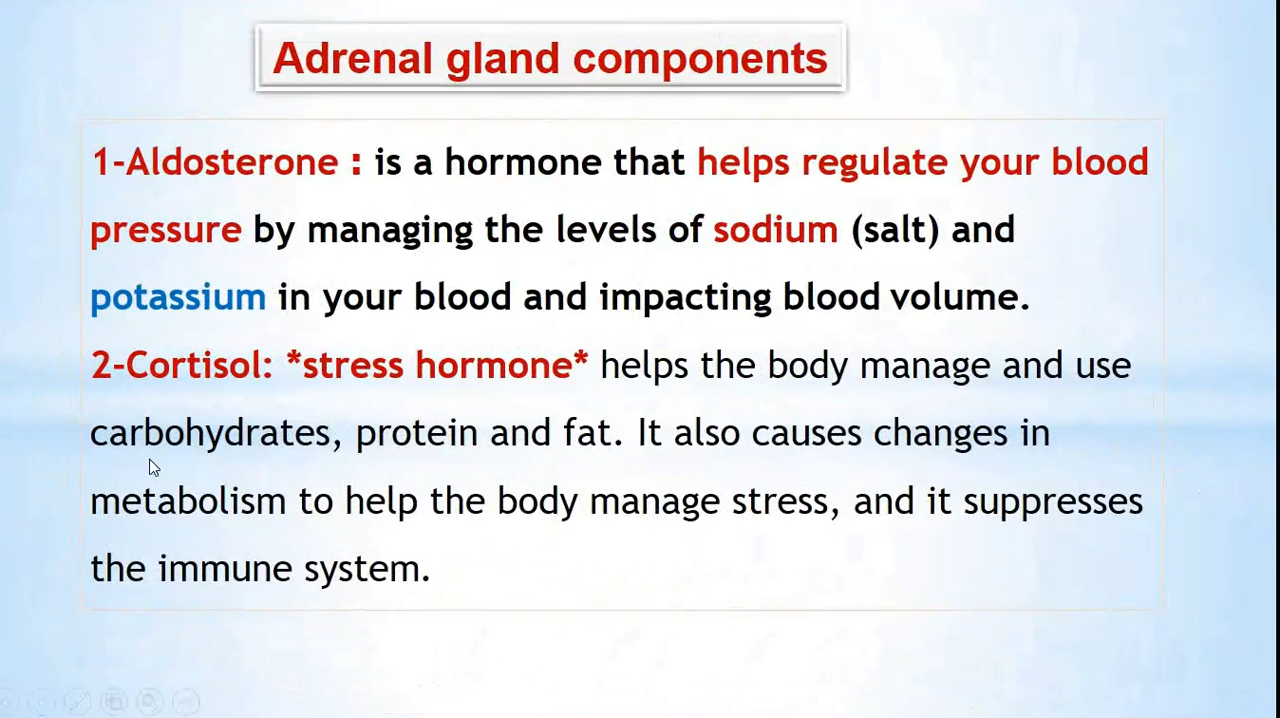 Adrenal gland components
1-Aldosterone : is a hormone that helps regulate your blood
pressure by managing the levels of sodium (salt) and
potassium in your blood and impacting blood volume.
2-Cortisol: *stress hormone* helps the body manage and use
carbohydrates, protein and fat. It also causes changes in
metabolism to help the body manage stress, and it suppresses
the immune system.